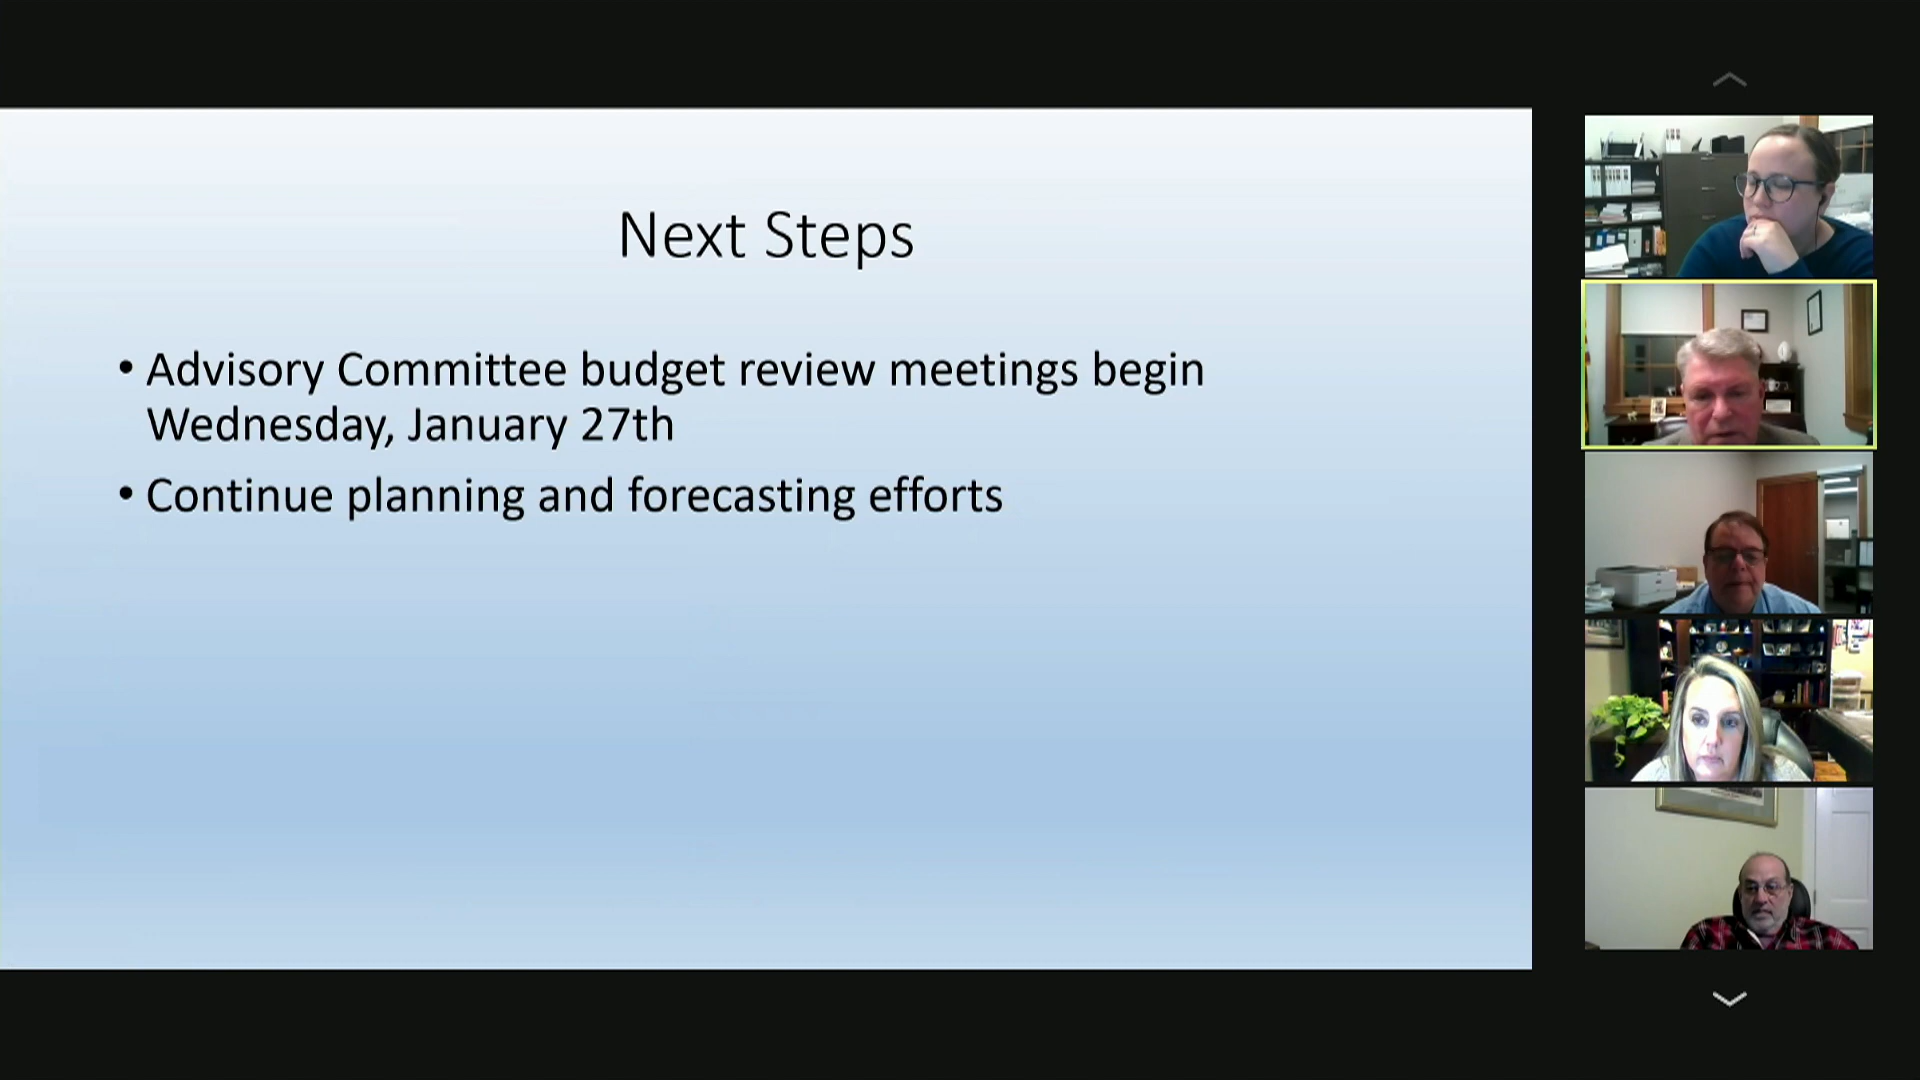 Next Steps
• Advisory Committee budget review meetings begin
Wednesday, January 27th
• Continue planning and forecasting efforts